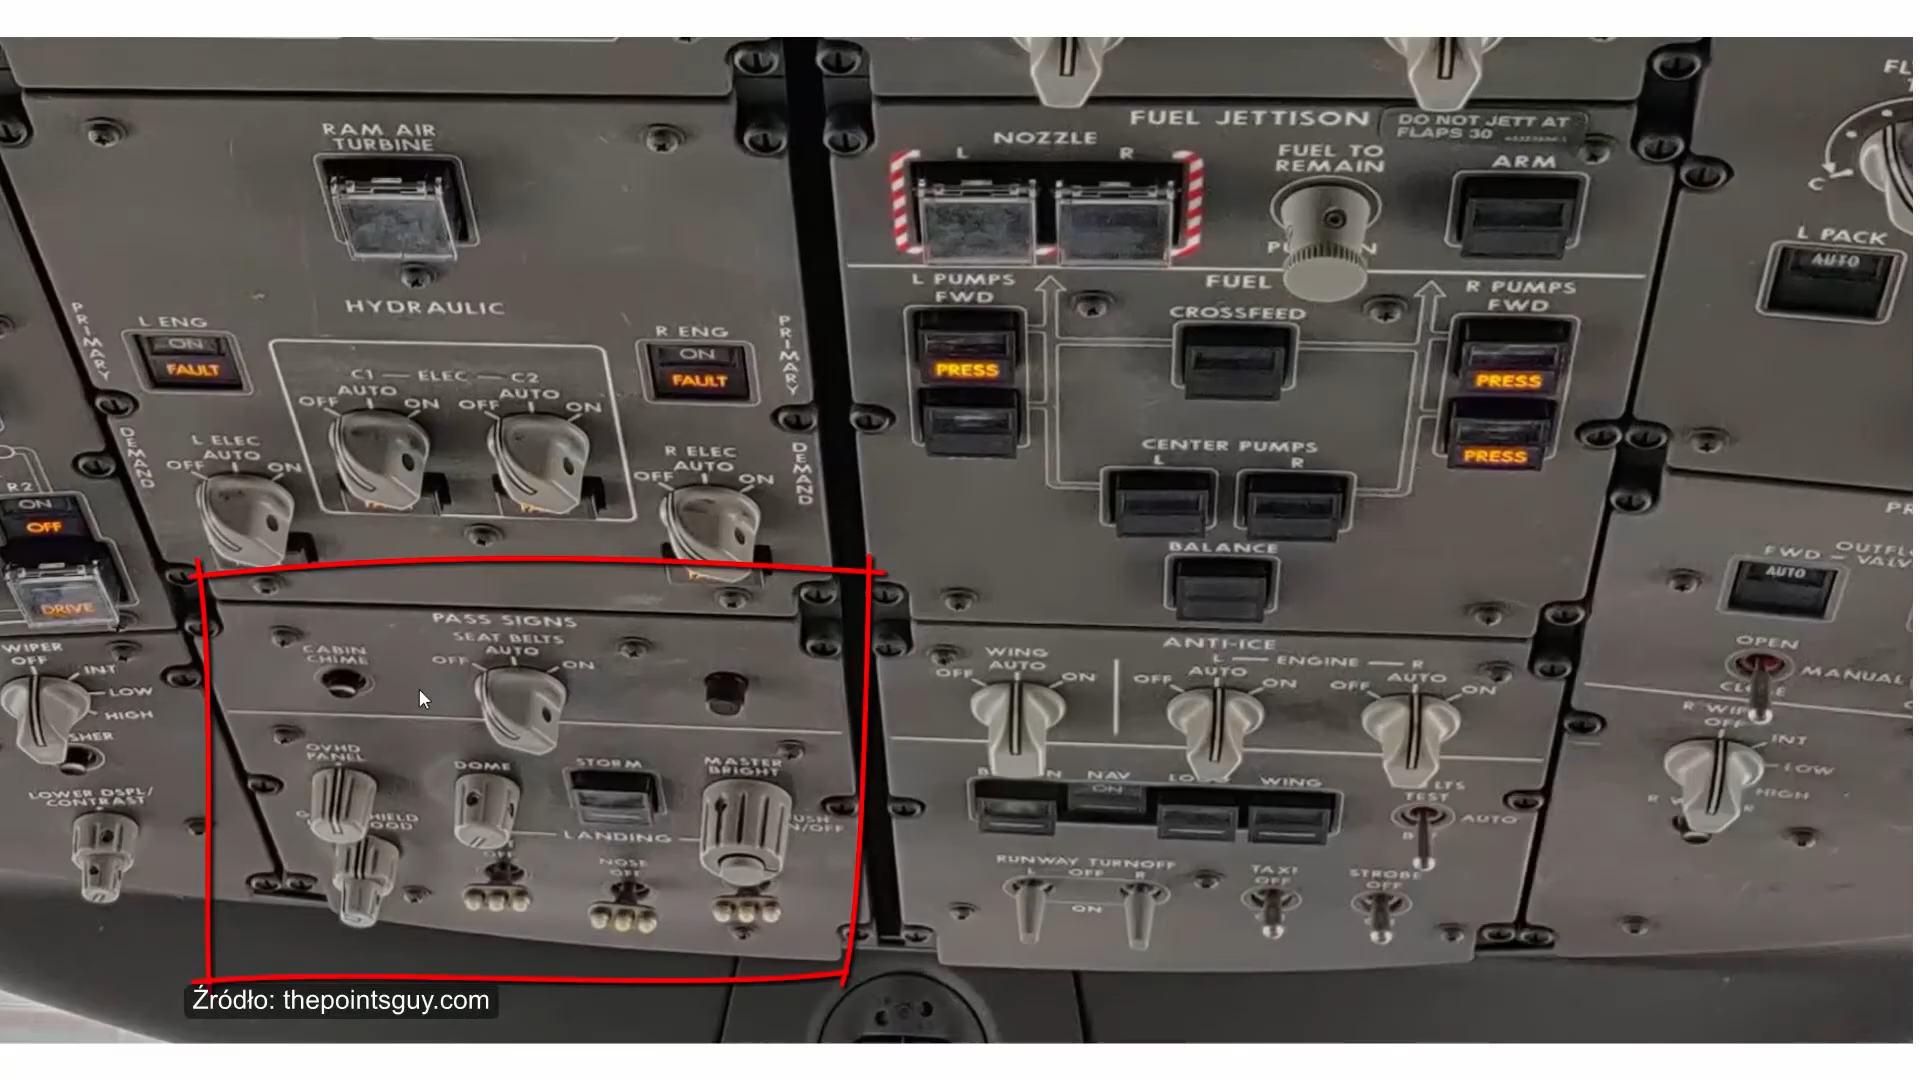 RAM AIR
TURBINE
HYDRAULIC
PRIMARY
L ENG
ON
FAULT
C1 — ELEC — C2
OFF AUTO ON
OFF AUTO ON
R ENG
ON
FAULT
PRIMARY
DEMAND
L ELEC
OFF AUTO ON
R ELEC
OFF AUTO ON
DEMAND
R2
ON
OFF
DRIVE
WIPER
OFF
INT
LOW
HIGH
LOWER DSPL/
CONTRAST
PASS SIGNS
SEAT BELTS
OFF AUTO ON
CABIN
CHIME
OVHD
PANEL
DOME
STORM
MASTER
BRIGHT
LANDING
NOSE
OFF
FUEL JETTISON
DO NOT JETT AT
FLAPS 30
NOZZLE
L R
FUEL TO
REMAIN
ARM
L PUMPS
FWD
PRESS
FUEL
CROSSFEED
R PUMPS
FWD
PRESS
PRESS
CENTER PUMPS
L R
BALANCE
ANTI-ICE
WING
OFF AUTO ON
L — ENGINE — R
OFF AUTO ON
OFF AUTO ON
NAV
ON
WING
TEST
AUTO
RUNWAY TURNOFF
L OFF R
ON
TAXI
OFF
STROBE
OFF
C
L PACK
AUTO
FWD
AUTO
OPEN
MANUAL
OFF
INT
LOW
HIGH
Źródło: thepointsguy.com